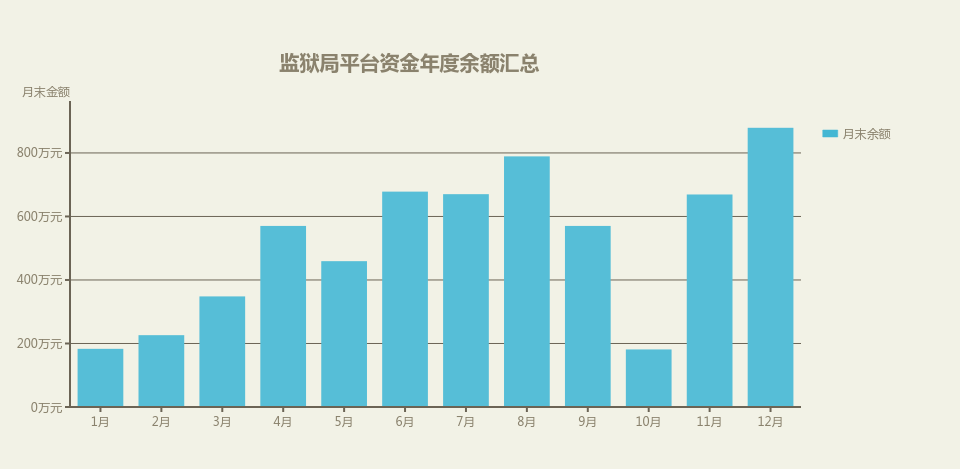 监狱局平台资金年度余额汇总
月末金额
月末余额
800万元
600万元
400万元
200万元
0万元
1月 2月 3月 4月 5月 6月 7月 8月 9月 10月 11月 12月